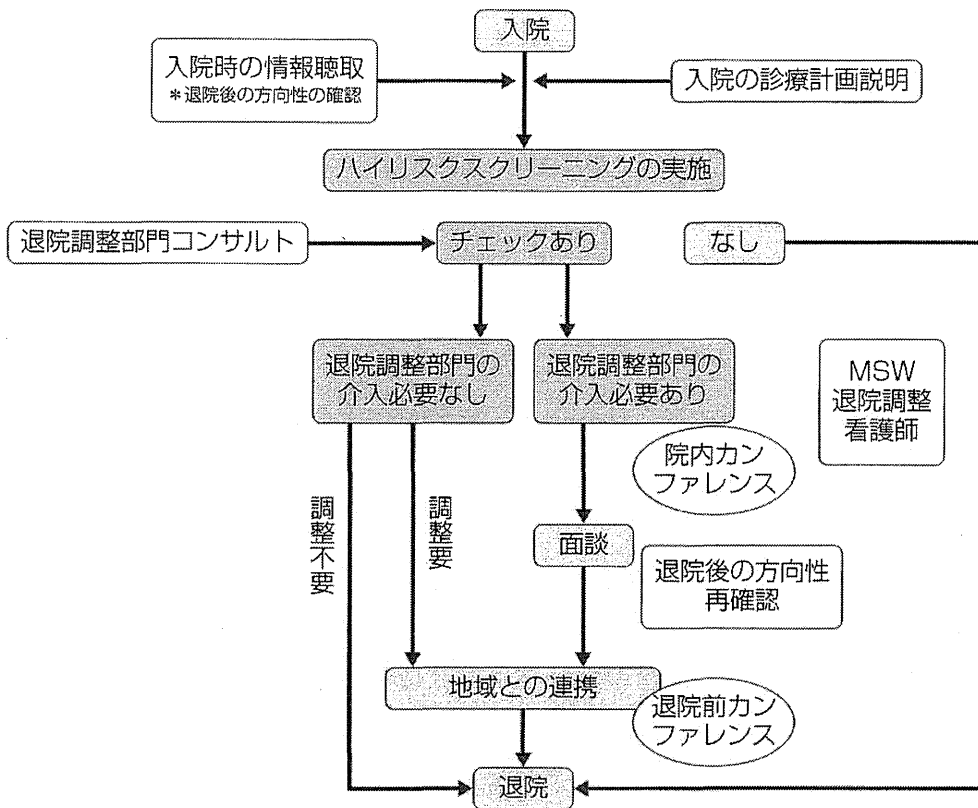 入院
入院時の情報聴取
＊退院後の方向性の確認
入院の診療計画説明
ハイリスクスクリーニングの実施
退院調整部門コンサルト
チェックあり
なし
退院調整部門の
介入必要なし
退院調整部門の
介入必要あり
MSW
退院調整
看護師
院内カン
ファレンス
調整不要
調整要
面談
退院後の方向性
再確認
地域との連携
退院前カン
ファレンス
退院